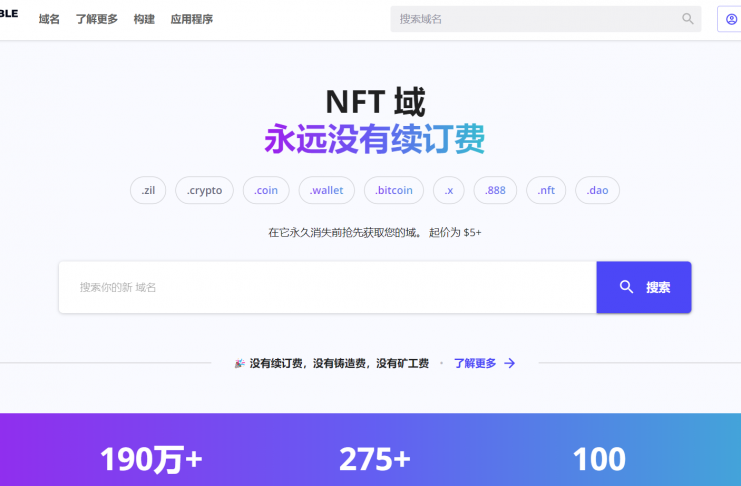 BLE
域名 了解更多 构建 应用程序 搜索域名
NFT 域
永远没有续订费
.zil .crypto .coin .wallet .bitcoin .x .888 .nft .dao
在它永久消失前抢先获取您的域。 起价为 $5+
搜索你的新 域名 搜索
没有续订费，没有铸造费，没有矿工费 • 了解更多 →
190万+ 275+ 100